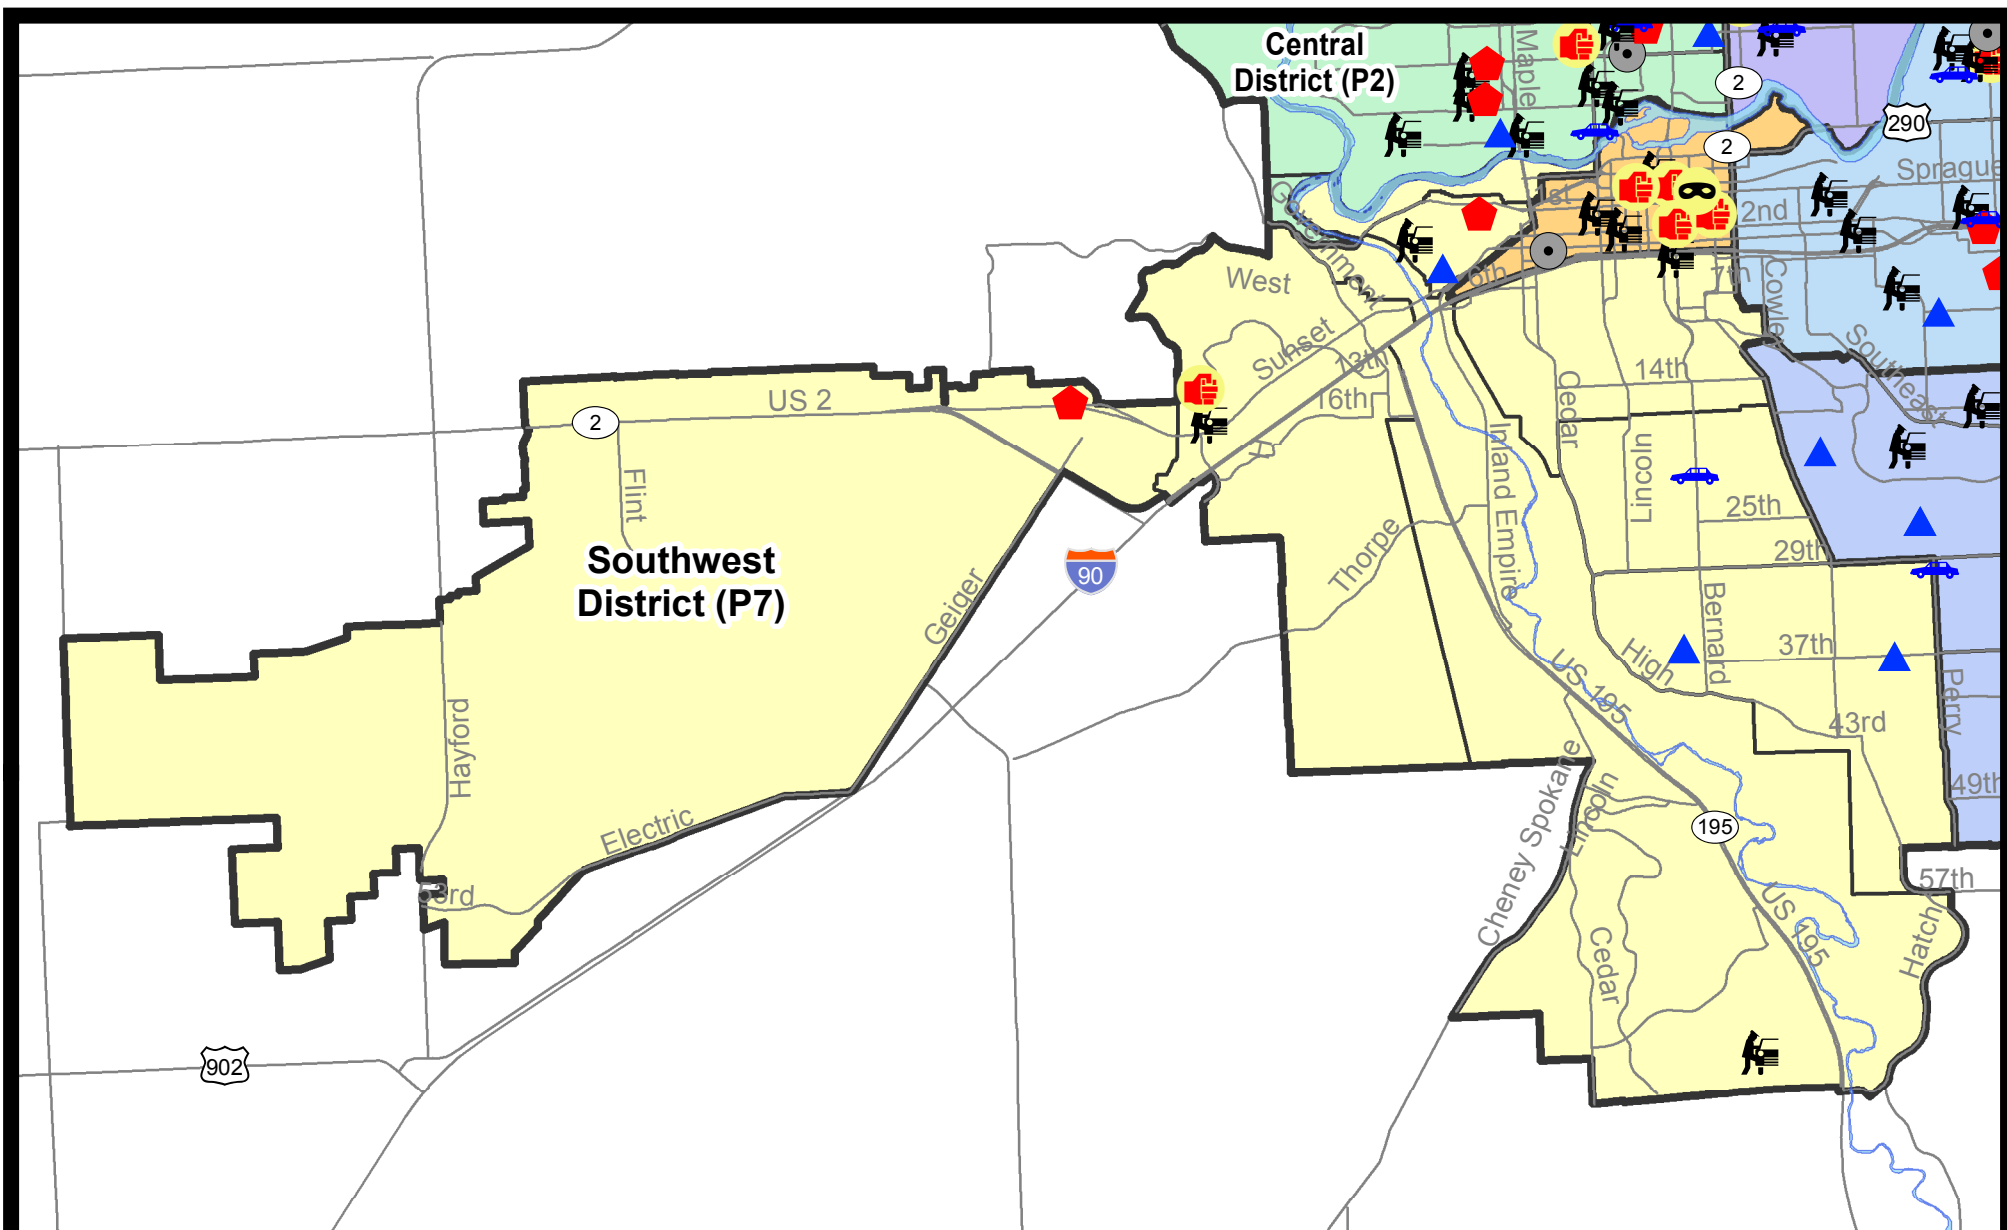 Central
District (P2)
Maple
2
290
2
Sprague
Government
1st
2nd
West
6th
7th
Cowley
Sunset
13th
Southeast
14th
US 2
16th
Cedar
2
Inland Empire
Lincoln
Flint
25th
Thorpe
29th
Southwest
District (P7)
90
Geiger
Bernard
High
37th
US 195
Perry
Hayford
43rd
Cheney Spokane
Lincoln
49th
Electric
195
53rd
57th
US 195
Hatch
Cedar
902